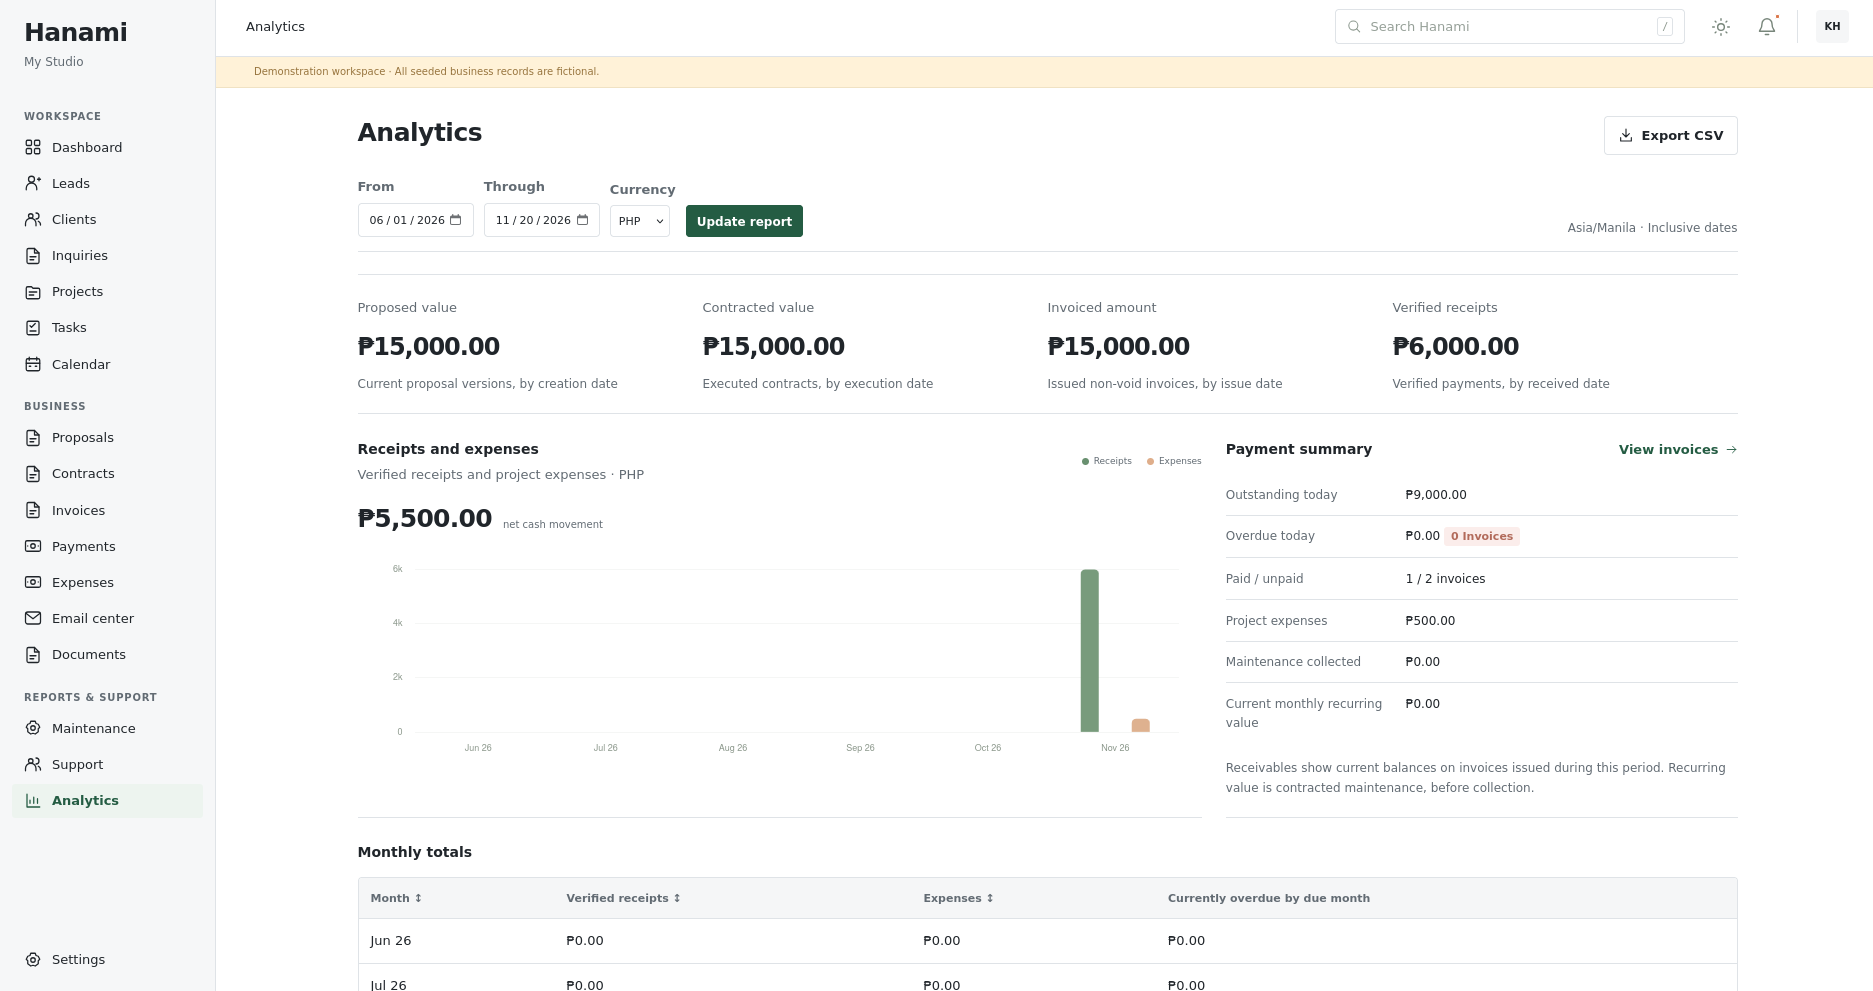 Hanami
My Studio
WORKSPACE
Dashboard
Leads
Clients
Inquiries
Projects
Tasks
Calendar
BUSINESS
Proposals
Contracts
Invoices
Payments
Expenses
Email center
Documents
REPORTS & SUPPORT
Maintenance
Support
Analytics
Settings
Analytics
Search Hanami
/
KH
Demonstration workspace · All seeded business records are fictional.
Analytics
Export CSV
From
Through
Currency
06/01/2026
11/20/2026
PHP
Update report
Asia/Manila · Inclusive dates
Proposed value
₱15,000.00
Current proposal versions, by creation date
Contracted value
₱15,000.00
Executed contracts, by execution date
Invoiced amount
₱15,000.00
Issued non-void invoices, by issue date
Verified receipts
₱6,000.00
Verified payments, by received date
Receipts and expenses
Verified receipts and project expenses · PHP
Receipts
Expenses
₱5,500.00 net cash movement
6k
4k
2k
0
Jun 26
Jul 26
Aug 26
Sep 26
Oct 26
Nov 26
Payment summary
View invoices →
Outstanding today ₱9,000.00
Overdue today ₱0.00 0 Invoices
Paid / unpaid 1 / 2 invoices
Project expenses ₱500.00
Maintenance collected ₱0.00
Current monthly recurring ₱0.00
value
Receivables show current balances on invoices issued during this period. Recurring
value is contracted maintenance, before collection.
Monthly totals
Month ↕ Verified receipts ↕ Expenses ↕ Currently overdue by due month
Jun 26 ₱0.00 ₱0.00 ₱0.00
Jul 26 ₱0.00 ₱0.00 ₱0.00